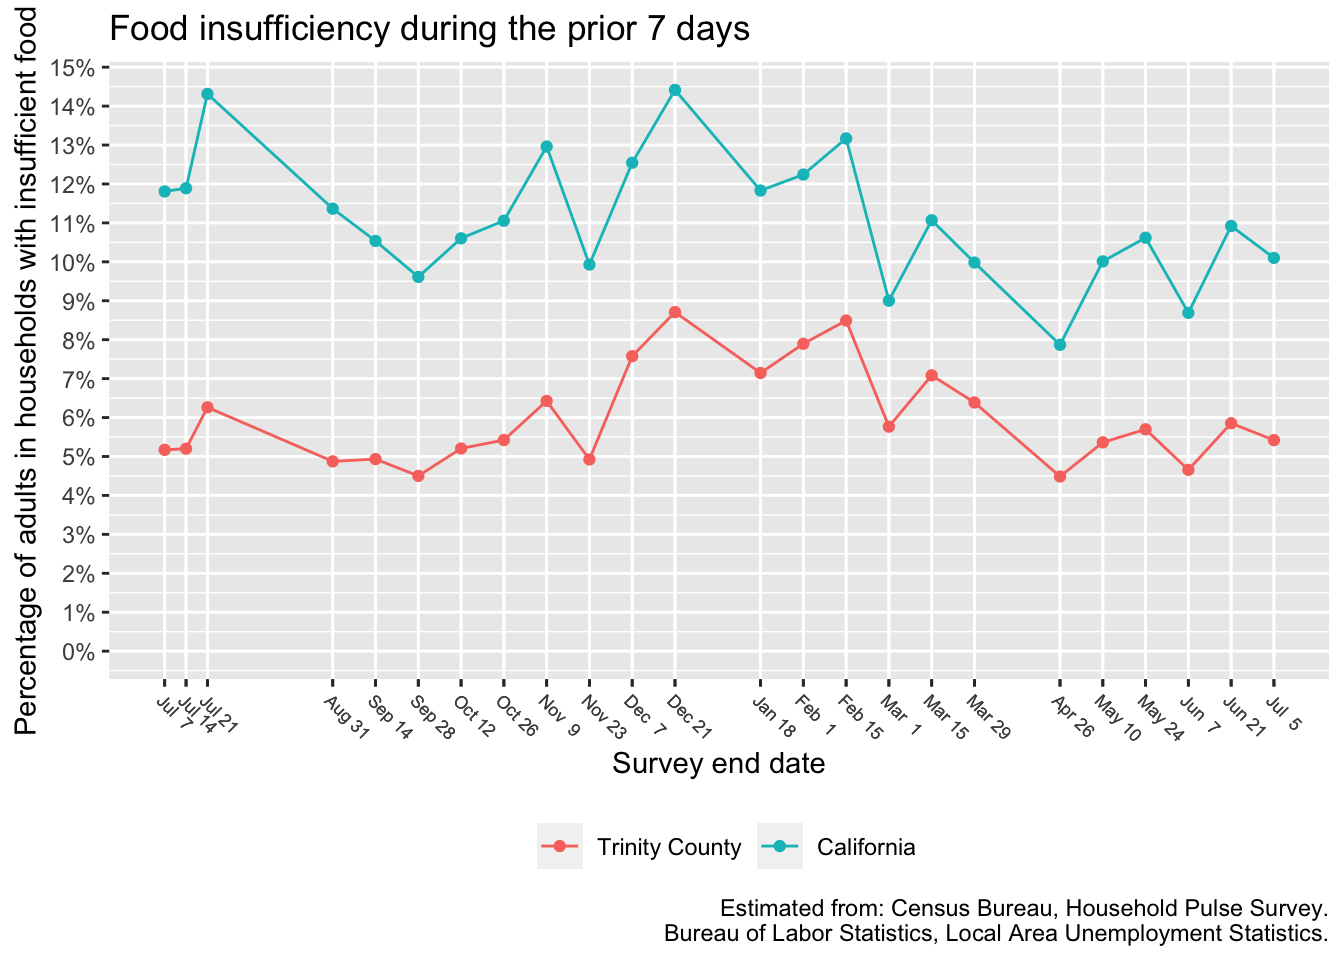 Food insufficiency during the prior 7 days
Percentage of adults in households with insufficient food
15%
14%
13%
12%
11%
10%
9%
8%
7%
6%
5%
4%
3%
2%
1%
0%
Jul 7
Jul 14
Jul 21
Aug 31
Sep 14
Sep 28
Oct 12
Oct 26
Nov 9
Nov 23
Dec 7
Dec 21
Jan 18
Feb 1
Feb 15
Mar 1
Mar 15
Mar 29
Apr 26
May 10
May 24
Jun 7
Jun 21
Jul 5
Survey end date
Trinity County
California
Estimated from: Census Bureau, Household Pulse Survey.
Bureau of Labor Statistics, Local Area Unemployment Statistics.